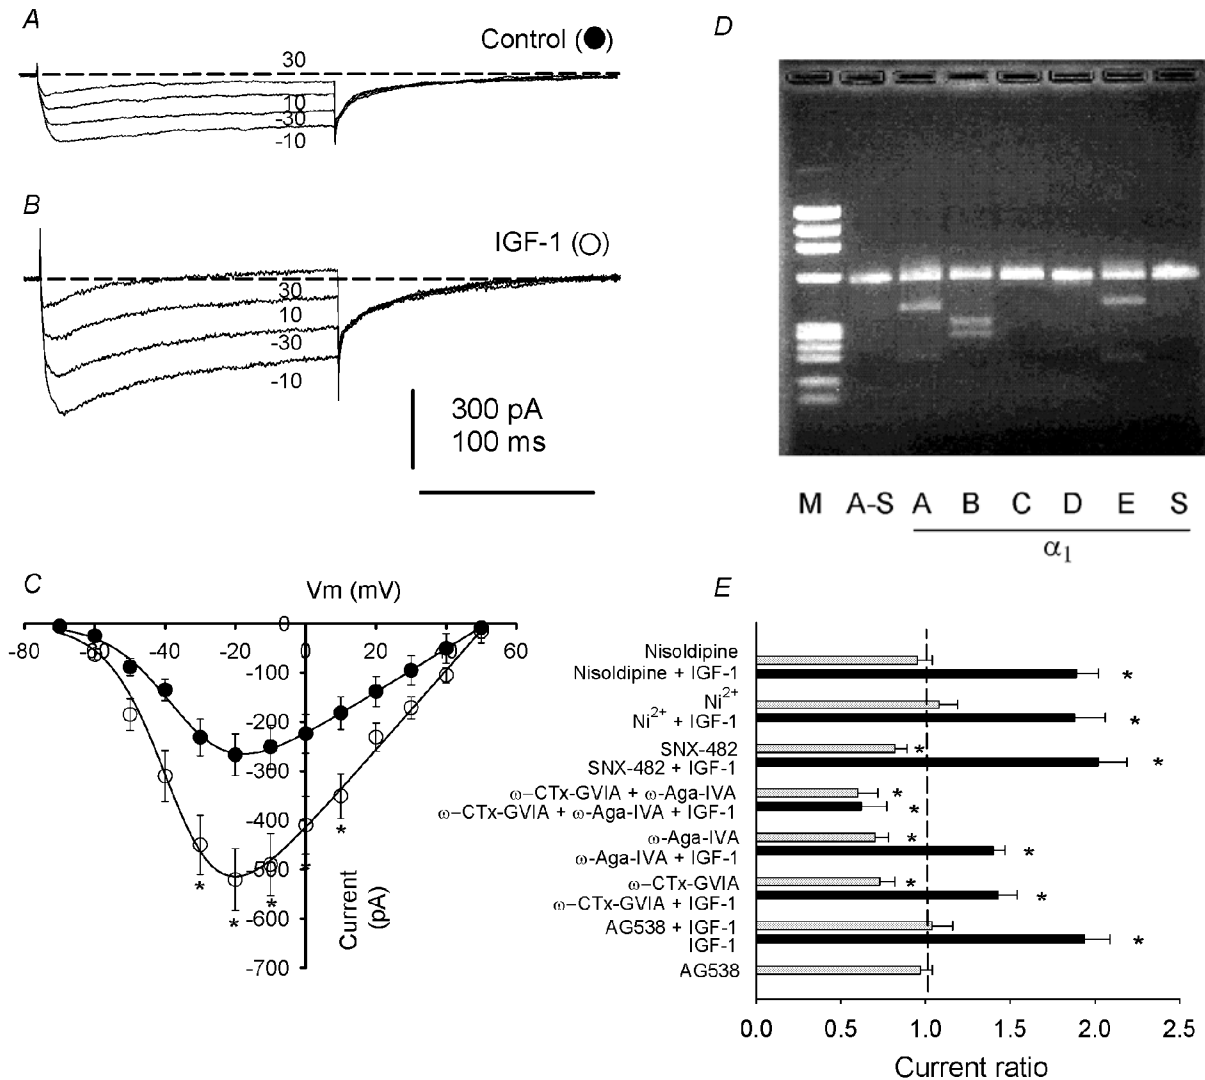 A
Control (●)
30
10
-30
-10
B
IGF-1 (○)
30
10
-30
-10
300 pA
100 ms
D
M A-S A B C D E S
α1
C
Vm (mV)
-80 -60 -40 -20 0 20 40 60
-100
-200
-300
-400
-500
-600
-700
Current
(pA)
*
*
*
*
E
Nisoldipine
Nisoldipine + IGF-1 *
Ni2+
Ni2+ + IGF-1 *
SNX-482 *
SNX-482 + IGF-1 *
ω-CTx-GVIA + ω-Aga-IVA *
ω-CTx-GVIA + ω-Aga-IVA + IGF-1 *
ω-Aga-IVA *
ω-Aga-IVA + IGF-1 *
ω-CTx-GVIA *
ω-CTx-GVIA + IGF-1 *
AG538 + IGF-1
IGF-1 *
AG538
0.0 0.5 1.0 1.5 2.0 2.5
Current ratio